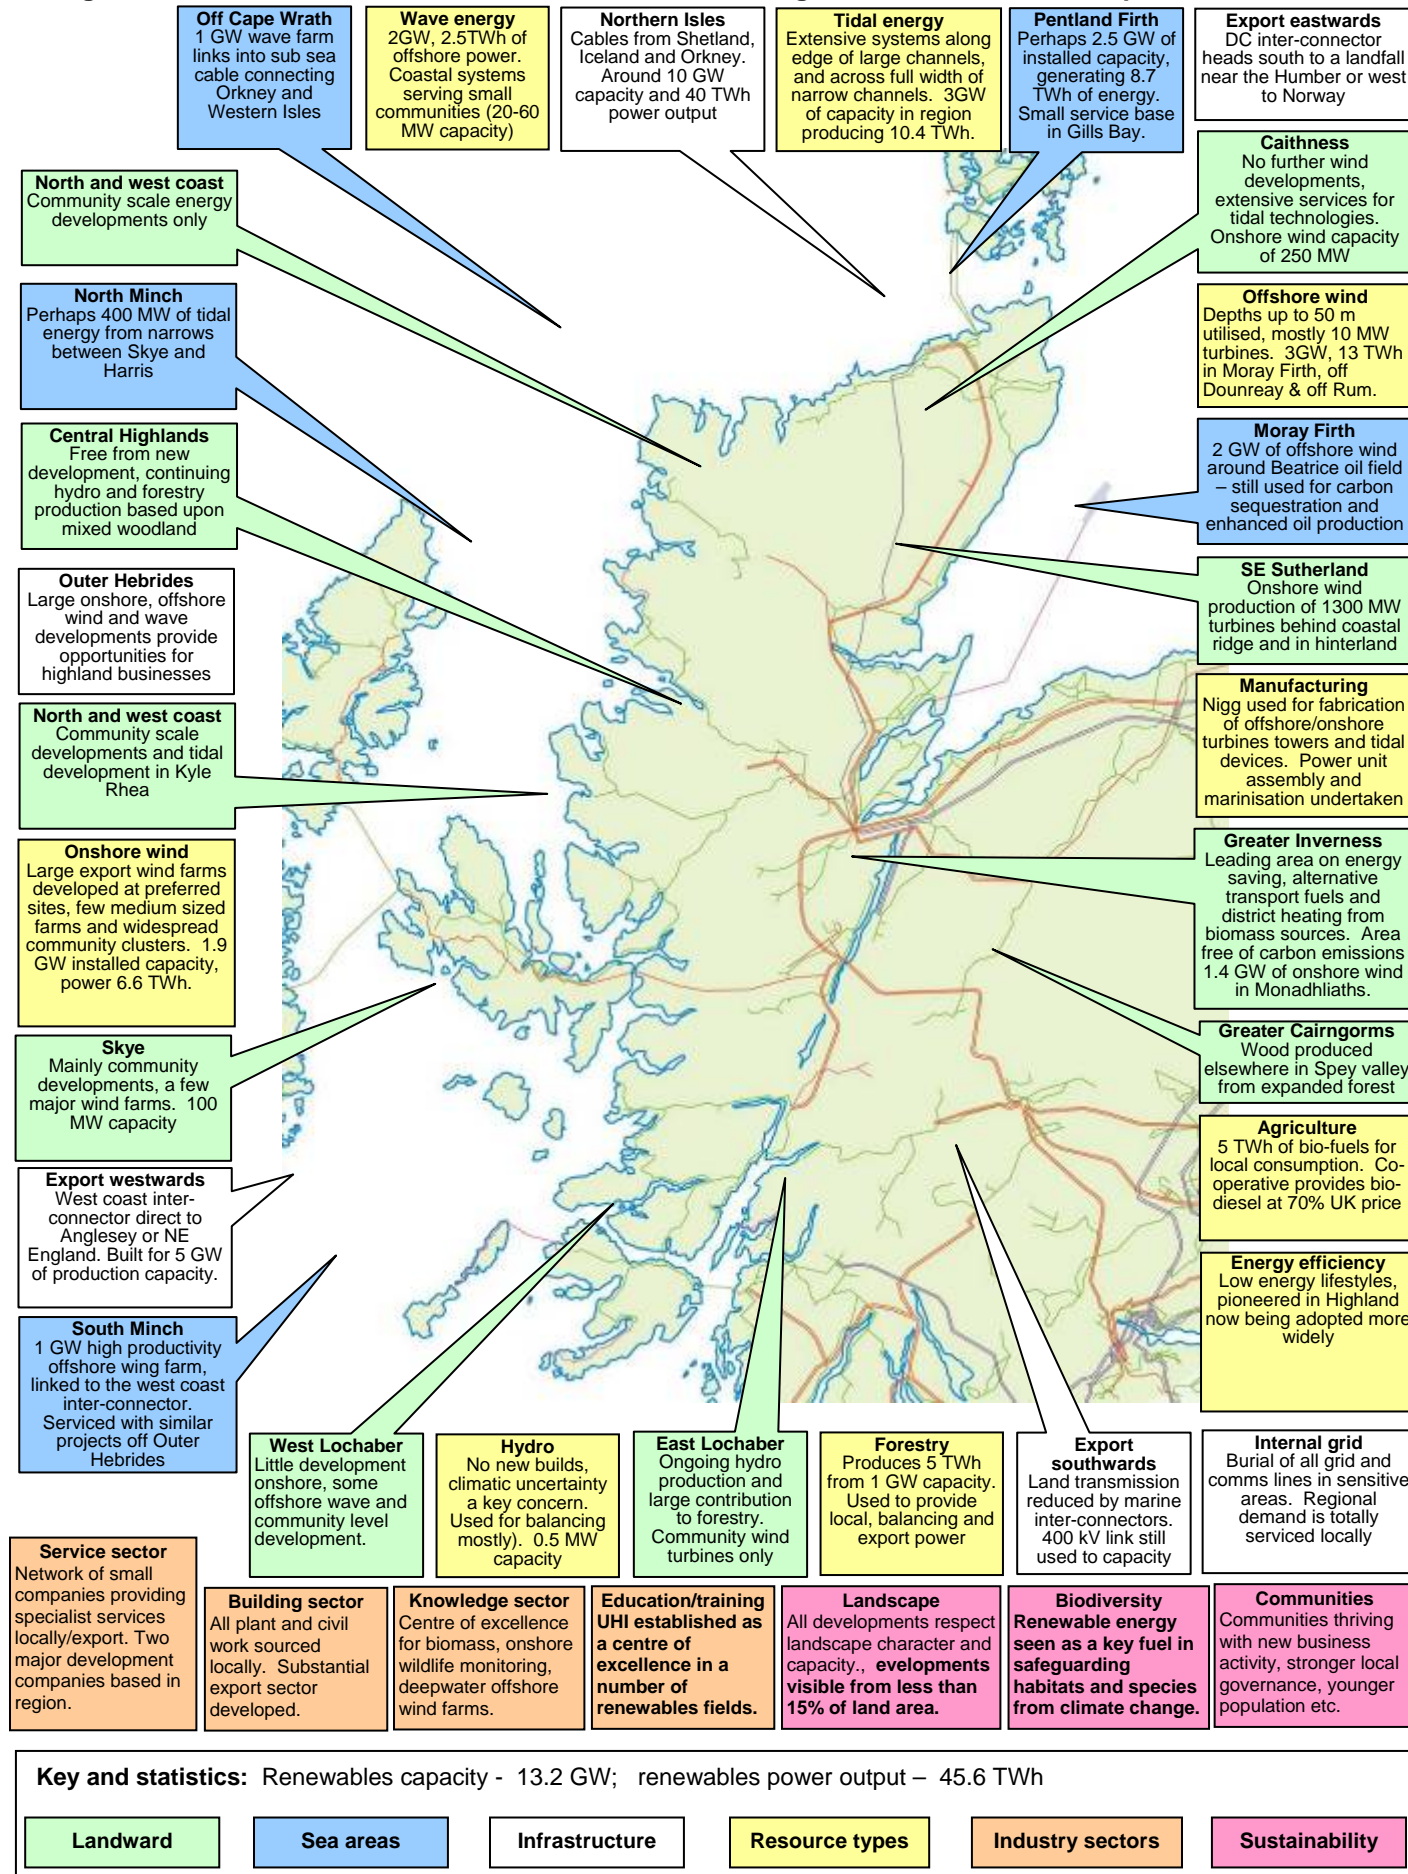 Off Cape Wrath
1 GW wave farm
links into sub sea
cable connecting
Orkney and
Western Isles
Wave energy
2GW, 2.5TWh of
offshore power.
Coastal systems
serving small
communities (20-60
MW capacity)
Northern Isles
Cables from Shetland,
Iceland and Orkney.
Around 10 GW
capacity and 40 TWh
power output
Tidal energy
Extensive systems along
edge of large channels,
and across full width of
narrow channels.  3GW
of capacity in region
producing 10.4 TWh.
Pentland Firth
Perhaps 2.5 GW of
installed capacity,
generating 8.7
TWh of energy.
Small service base
in Gills Bay.
Export eastwards
DC inter-connector
heads south to a landfall
near the Humber or west
to Norway
North and west coast
Community scale energy
developments only
Caithness
No further wind
developments,
extensive services for
tidal technologies.
Onshore wind capacity
of 250 MW
North Minch
Perhaps 400 MW of tidal
energy from narrows
between Skye and
Harris
Offshore wind
Depths up to 50 m
utilised, mostly 10 MW
turbines.  3GW, 13 TWh
in Moray Firth, off
Dounreay & off Rum.
Central Highlands
Free from new
development, continuing
hydro and forestry
production based upon
mixed woodland
Moray Firth
2 GW of offshore wind
around Beatrice oil field
– still used for carbon
sequestration and
enhanced oil production
Outer Hebrides
Large onshore, offshore
wind and wave
developments provide
opportunities for
highland businesses
SE Sutherland
Onshore wind
production of 1300 MW
turbines behind coastal
ridge and in hinterland
North and west coast
Community scale
developments and tidal
development in Kyle
Rhea
Manufacturing
Nigg used for fabrication
of offshore/onshore
turbines towers and tidal
devices.  Power unit
assembly and
marinisation undertaken
Onshore wind
Large export wind farms
developed at preferred
sites, few medium sized
farms and widespread
community clusters.  1.9
GW installed capacity,
power 6.6 TWh.
Greater Inverness
Leading area on energy
saving, alternative
transport fuels and
district heating from
biomass sources.  Area
free of carbon emissions
1.4 GW of onshore wind
in Monadhliaths.
Skye
Mainly community
developments, a few
major wind farms.  100
MW capacity
Greater Cairngorms
Wood produced
elsewhere in Spey valley
from expanded forest
Agriculture
5 TWh of bio-fuels for
local consumption.  Co-
operative provides bio-
diesel at 70% UK price
Export westwards
West coast inter-
connector direct to
Anglesey or NE
England. Built for 5 GW
of production capacity.
Energy efficiency
Low energy lifestyles,
pioneered in Highland
now being adopted more
widely
South Minch
1 GW high productivity
offshore wing farm,
linked to the west coast
inter-connector.
Serviced with similar
projects off Outer
Hebrides
West Lochaber
Little development
onshore, some
offshore wave and
community level
development.
Hydro
No new builds,
climatic uncertainty
a key concern.
Used for balancing
mostly).  0.5 MW
capacity
East Lochaber
Ongoing hydro
production and
large contribution
to forestry.
Community wind
turbines only
Forestry
Produces 5 TWh
from 1 GW capacity.
Used to provide
local, balancing and
export power
Export
southwards
Land transmission
reduced by marine
inter-connectors.
400 kV link still
used to capacity
Internal grid
Burial of all grid and
comms lines in sensitive
areas.  Regional
demand is totally
serviced locally
Service sector
Network of small
companies providing
specialist services
locally/export. Two
major development
companies based in
region.
Building sector
All plant and civil
work sourced
locally.  Substantial
export sector
developed.
Knowledge sector
Centre of excellence
for biomass, onshore
wildlife monitoring,
deepwater offshore
wind farms.
Education/training
UHI established as
a centre of
excellence in a
number of
renewables fields.
Landscape
All developments respect
landscape character and
capacity., evelopments
visible from less than
15% of land area.
Biodiversity
Renewable energy
seen as a key fuel in
safeguarding
habitats and species
from climate change.
Communities
Communities thriving
with new business
activity, stronger local
governance, younger
population etc.
Key and statistics:  Renewables capacity -  13.2 GW;   renewables power output –  45.6 TWh
Landward
Sea areas
Infrastructure
Resource types
Industry sectors
Sustainability